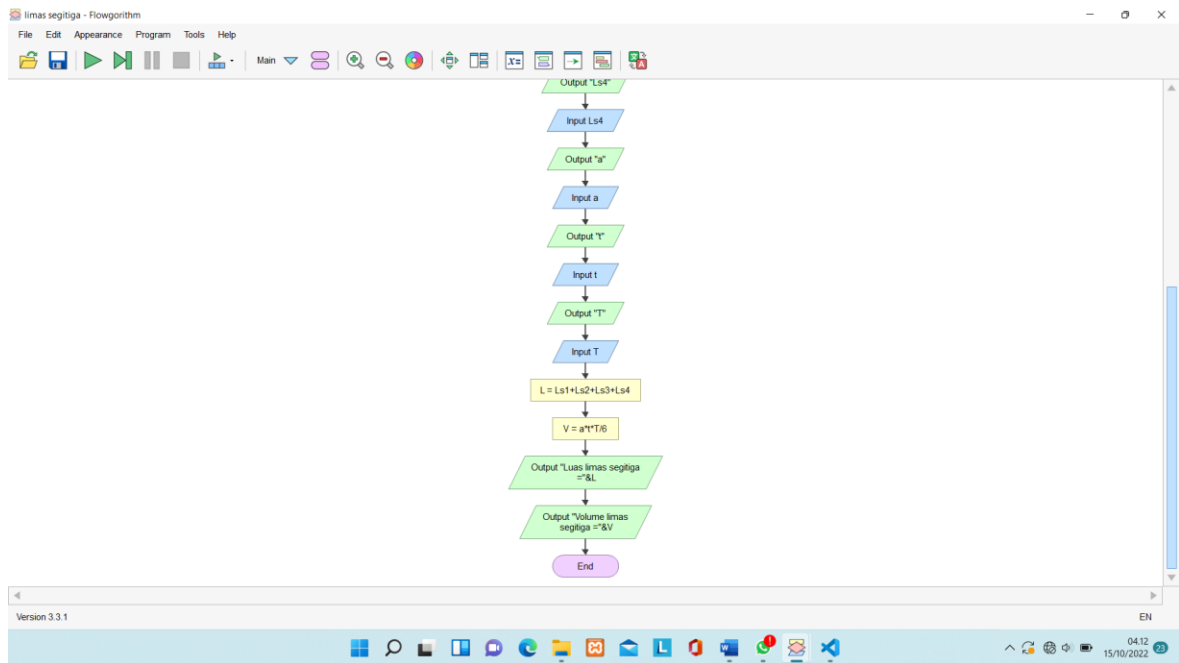 limas segitiga - Flowgorithm
File Edit Appearance Program Tools Help
Main
x=
Output "Ls4"
Input Ls4
Output "a"
Input a
Output "t"
Input t
Output "T"
Input T
L = Ls1+Ls2+Ls3+Ls4
V = a*t*T/6
Output "Luas limas segitiga
="&L
Output "Volume limas
segitiga ="&V
End
Version 3.3.1
EN
04.12
15/10/2022
23